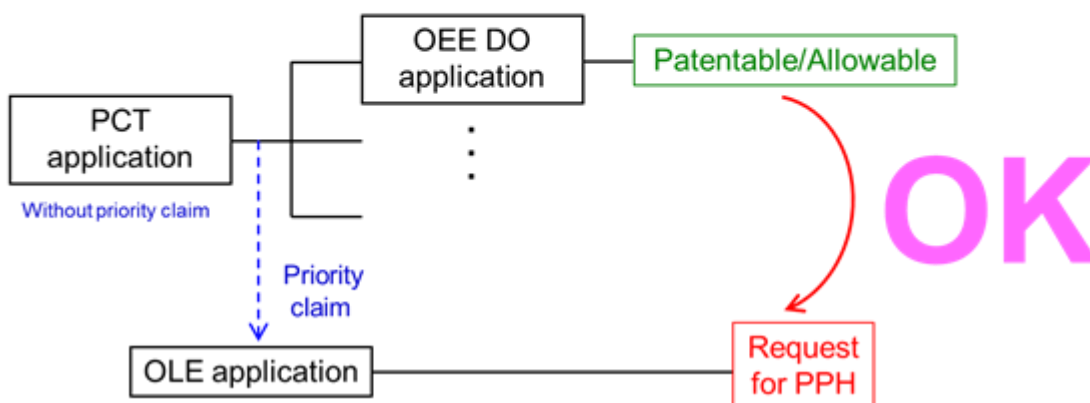 OEE DO
application
Patentable/Allowable
PCT
application
Without priority claim
OK
Priority
claim
OLE application
Request
for PPH